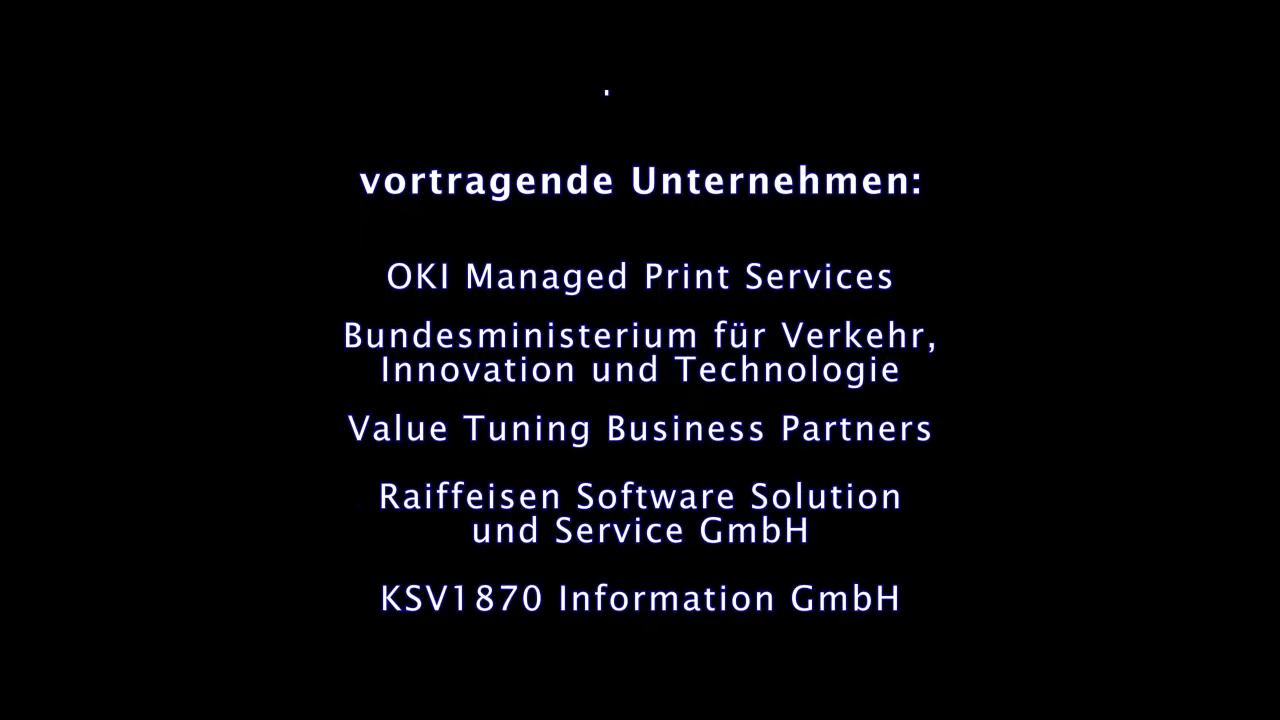 .
vortragende Unternehmen:
OKI Managed Print Services
Bundesministerium für Verkehr,
Innovation und Technologie
Value Tuning Business Partners
Raiffeisen Software Solution
und Service GmbH
KSV1870 Information GmbH